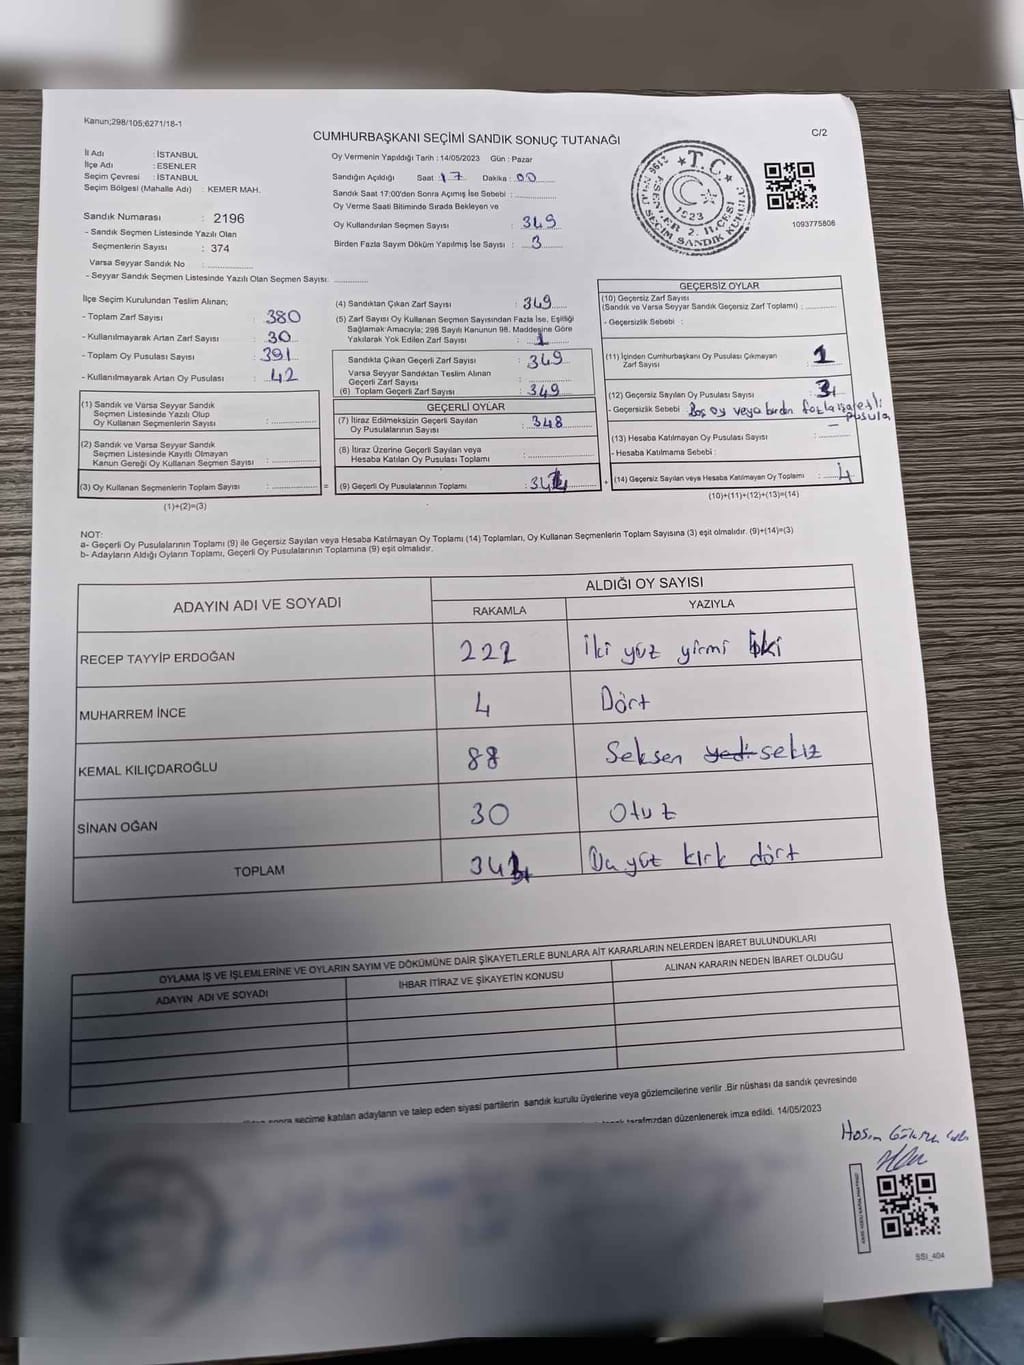 Kanun;298/105;6271/18-1
C/2
CUMHURBAŞKANI SEÇİMİ SANDIK SONUÇ TUTANAĞI
İl Adı : İSTANBUL
İlçe Adı : ESENLER
Seçim Çevresi : İSTANBUL
Seçim Bölgesi (Mahalle Adı) : KEMER MAH.
Sandık Numarası : 2196
- Sandık Seçmen Listesinde Yazılı Olan
Seçmenlerin Sayısı : 374
Varsa Seyyar Sandık No :
- Seyyar Sandık Seçmen Listesinde Yazılı Olan Seçmen Sayısı:
Oy Vermenin Yapıldığı Tarih : 14/05/2023 Gün : Pazar
Sandığın Açıldığı Saat : 17 Dakika : 00
Sandık Saat 17:00'den Sonra Açımış İse Sebebi :
Oy Verme Saati Bitiminde Sırada Bekleyen ve
Oy Kullandırılan Seçmen Sayısı : 349
Birden Fazla Sayım Döküm Yapılmış İse Sayısı : 3
T.C.
1923
ESENLER 2. İLÇESİ
SEÇİM SANDIK KURULU
1093775806
İlçe Seçim Kurulundan Teslim Alınan;
- Toplam Zarf Sayısı : 380
- Kullanılmayarak Artan Zarf Sayısı : 30
- Toplam Oy Pusulası Sayısı : 391
- Kullanılmayarak Artan Oy Pusulası : 42
(1) Sandık ve Varsa Seyyar Sandık
Seçmen Listesinde Yazılı Olup
Oy Kullanan Seçmen Sayısı :
(2) Sandık ve Varsa Seyyar Sandık
Seçmen Listesinde Kayıtlı Olmayan
Kanun Gereği Oy Kullanan Seçmen Sayısı :
(3) Oy Kullanan Seçmenlerin Toplam Sayısı :
(1)+(2)=(3)
(4) Sandıktan Çıkan Zarf Sayısı : 349
(5) Zarf Sayısı Oy Kullanan Seçmen Sayısından Fazla İse, Eşitliği
Sağlamak Amacıyla; 298 Sayılı Kanunun 98. Maddesine Göre
Yakılarak Yok Edilen Zarf Sayısı : 1
Sandıkta Çıkan Geçerli Zarf Sayısı : 349
Varsa Seyyar Sandıktan Teslim Alınan
Geçerli Zarf Sayısı :
(6) Toplam Geçerli Zarf Sayısı : 349
GEÇERLİ OYLAR
(7) İtiraz Edilmeksizin Geçerli Sayılan
Oy Pusulalarının Sayısı : 348
(8) İtiraz Üzerine Geçerli Sayılan veya
Hesaba Katılan Oy Pusulası Toplamı :
(9) Geçerli Oy Pusulalarının Toplamı : 344
GEÇERSİZ OYLAR
(10) Geçersiz Zarf Sayısı
(Sandık ve Varsa Seyyar Sandık Geçersiz Zarf Toplamı) :
- Geçersizlik Sebebi :
(11) İçinden Cumhurbaşkanı Oy Pusulası Çıkmayan
Zarf Sayısı : 1
(12) Geçersiz Sayılan Oy Pusulası Sayısı : 3
- Geçersizlik Sebebi Boş oy veya birden fazla işaretli
pusula
(13) Hesaba Katılmayan Oy Pusulası Sayısı :
- Hesaba Katılmama Sebebi :
(14) Geçersiz Sayılan veya Hesaba Katılmayan Oy Toplamı : 4
(10)+(11)+(12)+(13)=(14)
NOT:
a- Geçerli Oy Pusulalarının Toplamı (9) ile Geçersiz Sayılan veya Hesaba Katılmayan Oy Toplamı (14) Toplamları, Oy Kullanan Seçmenlerin Toplam Sayısına (3) eşit olmalıdır. (9)+(14)=(3)
b- Adayların Aldığı Oyların Toplamı, Geçerli Oy Pusulalarının Toplamına (9) eşit olmalıdır.
ADAYIN ADI VE SOYADI
ALDIĞI OY SAYISI
RAKAMLA YAZIYLA
RECEP TAYYİP ERDOĞAN 222 İki yüz yirmi iki
MUHARREM İNCE 4 Dört
KEMAL KILIÇDAROĞLU 88 Seksen yedi sekiz
SİNAN OĞAN 30 Otuz
TOPLAM 344 yüz kırk dört
OYLAMA İŞ VE İŞLEMLERİNE VE OYLARIN SAYIM VE DÖKÜMÜNE DAİR ŞİKAYETLERLE BUNLARA AİT KARARLARIN NELERDEN İBARET BULUNDUKLARI
ADAYIN ADI VE SOYADI İHBAR İTİRAZ VE ŞİKAYETİN KONUSU ALINAN KARARIN NEDEN İBARET OLDUĞU
sonra seçime katılan adayların ve talep eden siyasi partilerin sandık kurulu üyelerine veya gözlemcilerine verilir .Bir nüshası da sandık çevresinde
tarafımızdan düzenlenerek imza edildi. 14/05/2023
SSI_404